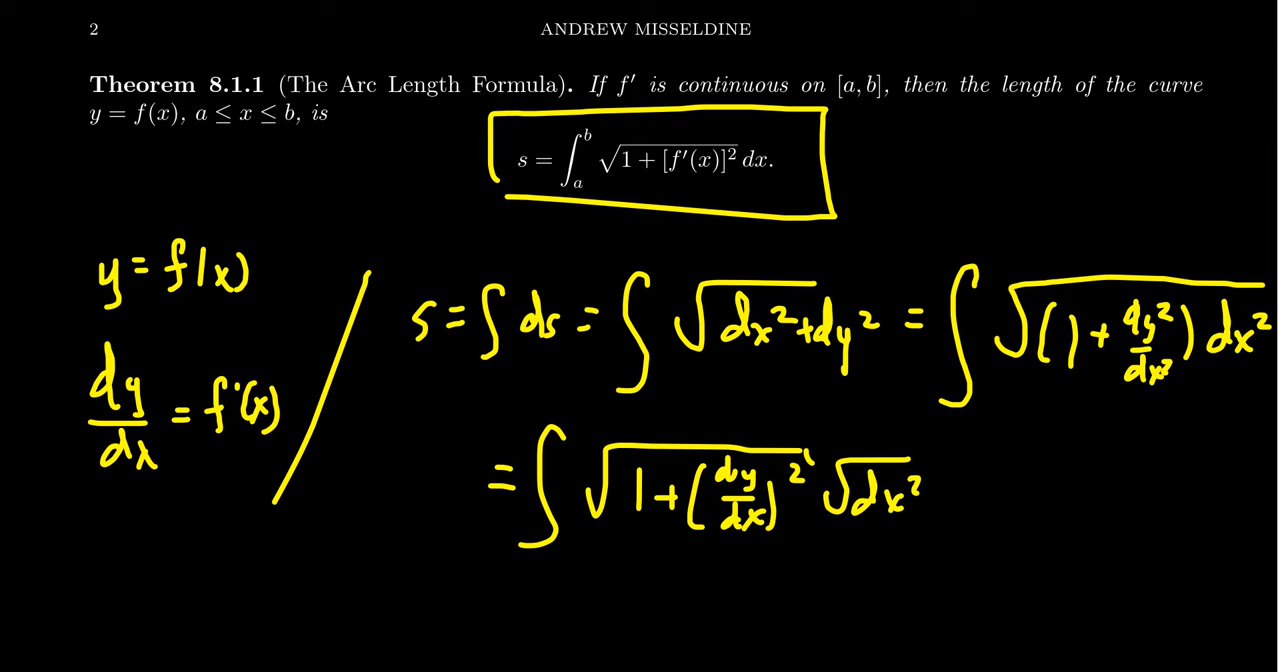 2 ANDREW MISSELDINE
Theorem 8.1.1 (The Arc Length Formula). If f′ is continuous on [a, b], then the length of the curve
y = f(x), a ≤ x ≤ b, is
s = ∫_a^b √(1 + [f′(x)]²) dx.
y = f(x)
dy/dx = f'(x)
s = ∫ ds = ∫ √(dx² + dy²) = ∫ √((1 + dy²/dx²) dx²)
= ∫ √(1 + (dy/dx)²) √(dx²)